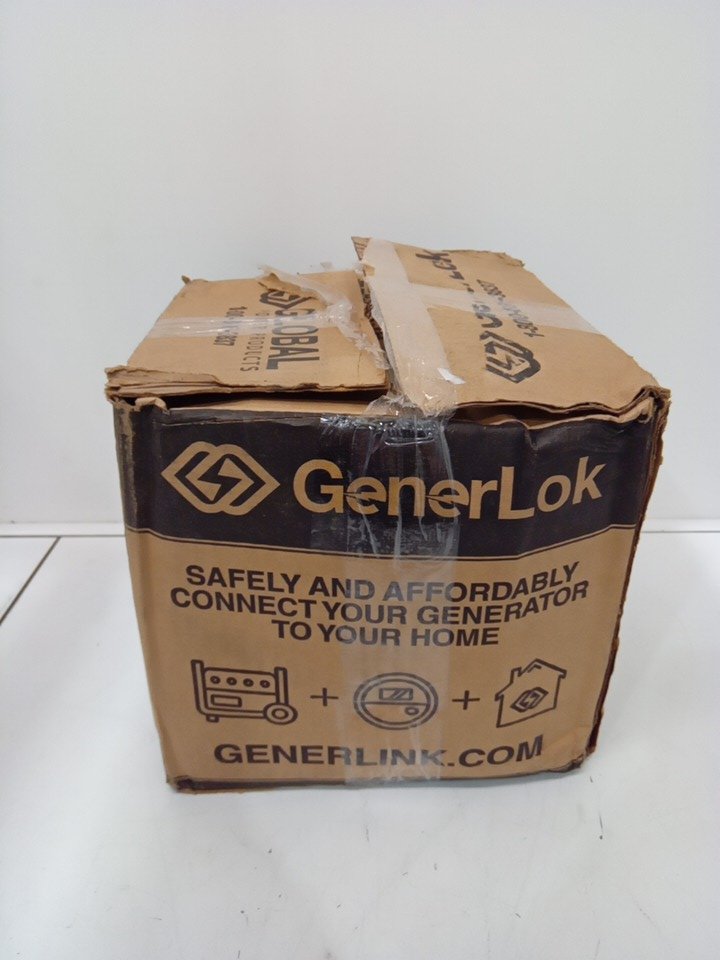 GLOBAL
PRODUCTS
GenerLok
SAFELY AND AFFORDABLY
CONNECT YOUR GENERATOR
TO YOUR HOME
+ +
GENERLINK.COM